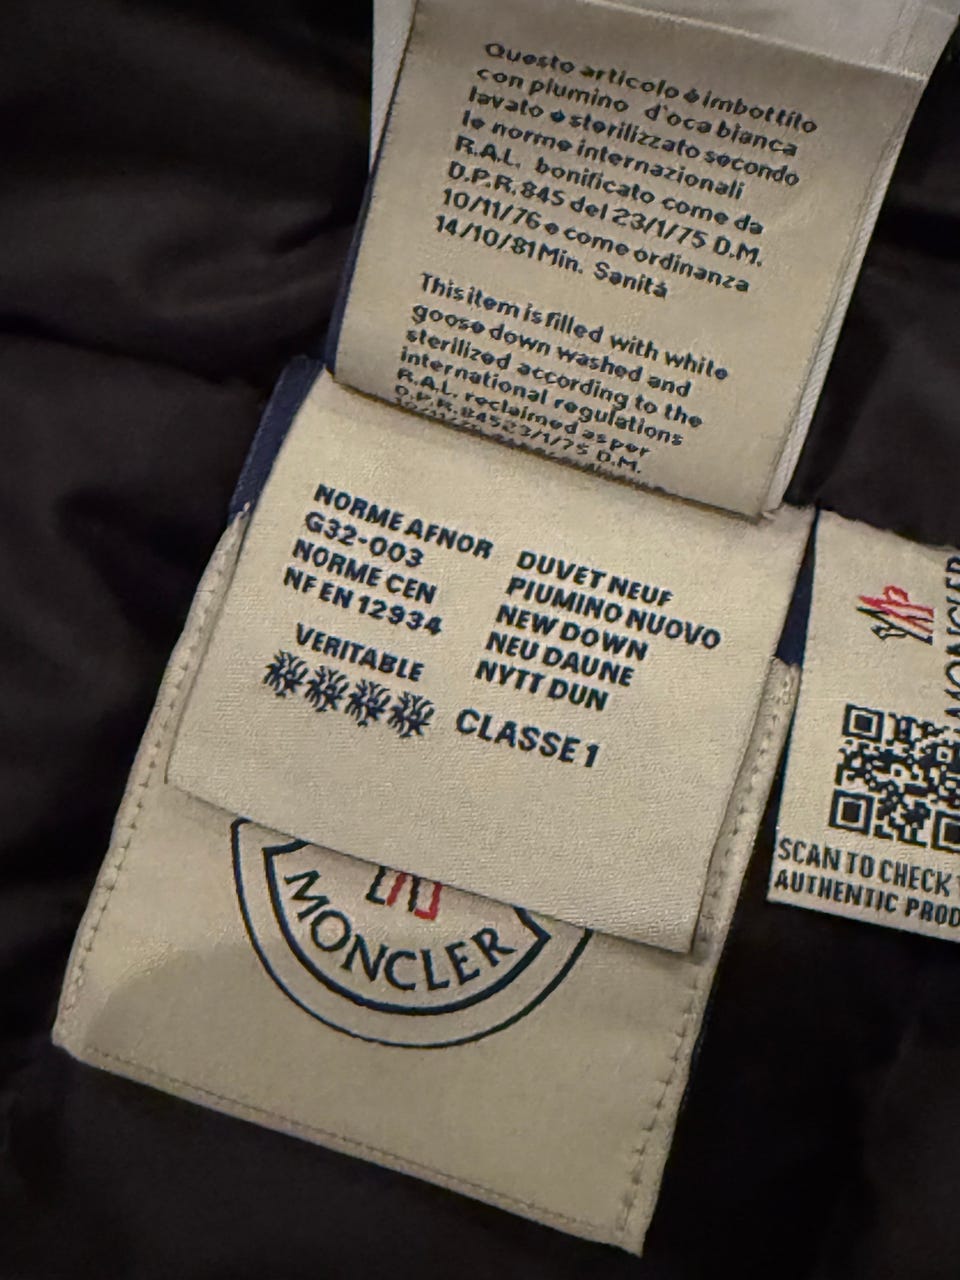 Questo articolo è imbottito
con piumino d'oca bianca
lavato e sterilizzato secondo
le norme internazionali
R.A.L. bonificato come da
D.P.R. 845 del 23/1/75 D.M.
10/11/76 e come ordinanza
14/10/81 Min. Sanità
This item is filled with white
goose down washed and
sterilized according to the
international regulations
R.A.L. reclaimed as per
D.P.R. 845 23/1/75 D.M.
NORME AFNOR
G32-003
NORME CEN
NF EN 12934
VERITABLE
DUVET NEUF
PIUMINO NUOVO
NEW DOWN
NEU DAUNE
NYTT DUN
CLASSE 1
MONCLER
MONCLER
SCAN TO CHECK
AUTHENTIC PROD